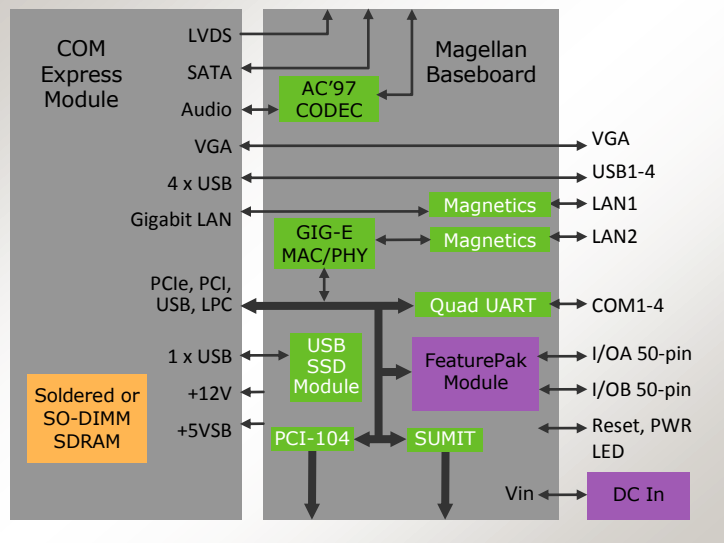 COM
Express
Module
LVDS
SATA
Audio
VGA
4 x USB
Gigabit LAN
PCIe, PCI,
USB, LPC
1 x USB
+12V
+5VSB
Soldered or
SO-DIMM
SDRAM
Magellan
Baseboard
AC’97
CODEC
Magnetics
GIG-E
MAC/PHY
Magnetics
Quad UART
USB
SSD
Module
FeaturePak
Module
PCI-104
SUMIT
Vin
VGA
USB1-4
LAN1
LAN2
COM1-4
I/OA 50-pin
I/OB 50-pin
Reset, PWR
LED
DC In